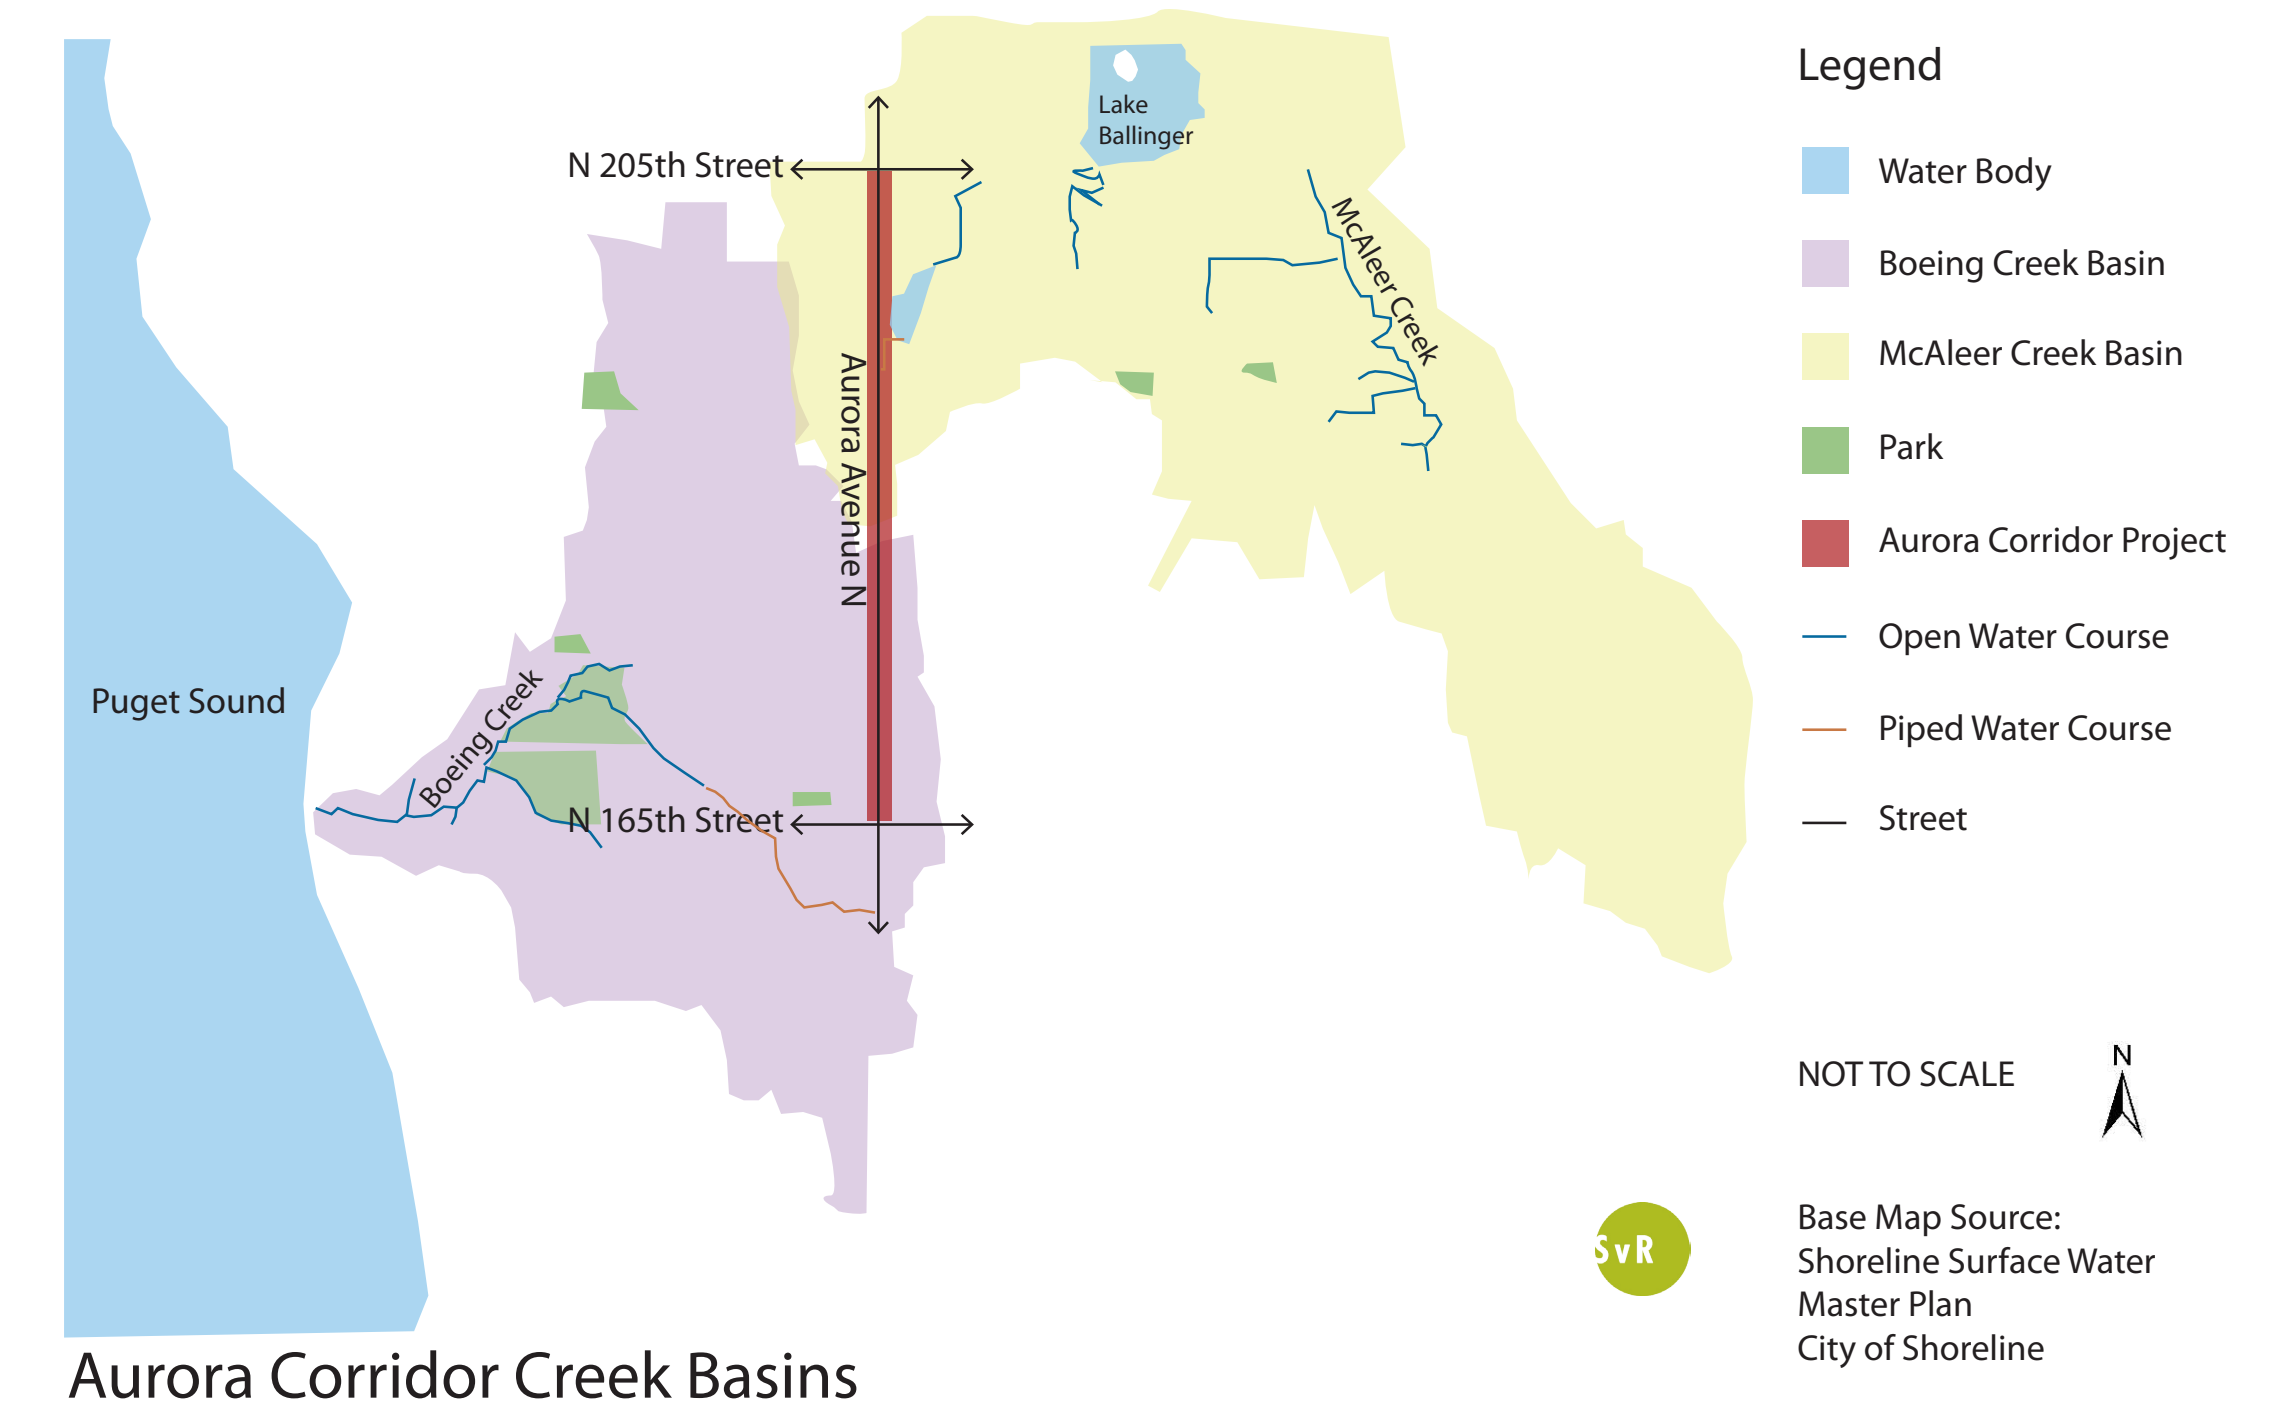 Legend
Water Body
Boeing Creek Basin
McAleer Creek Basin
Park
Aurora Corridor Project
Open Water Course
Piped Water Course
Street
Lake
Ballinger
N 205th Street
McAleer Creek
Aurora Avenue N
Puget Sound
Boeing Creek
N 165th Street
NOT TO SCALE
N
SvR
Base Map Source:
Shoreline Surface Water
Master Plan
City of Shoreline
Aurora Corridor Creek Basins